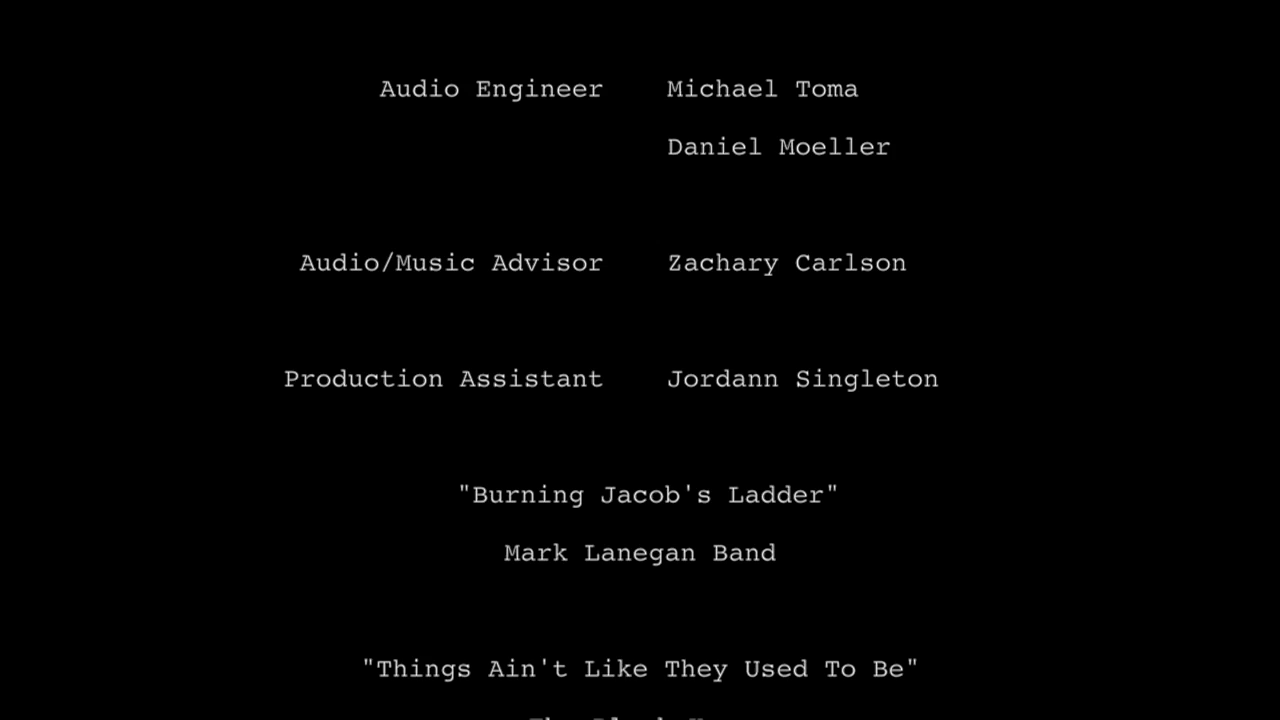 Audio Engineer Michael Toma
Daniel Moeller
Audio/Music Advisor Zachary Carlson
Production Assistant Jordann Singleton
"Burning Jacob's Ladder"
Mark Lanegan Band
"Things Ain't Like They Used To Be"